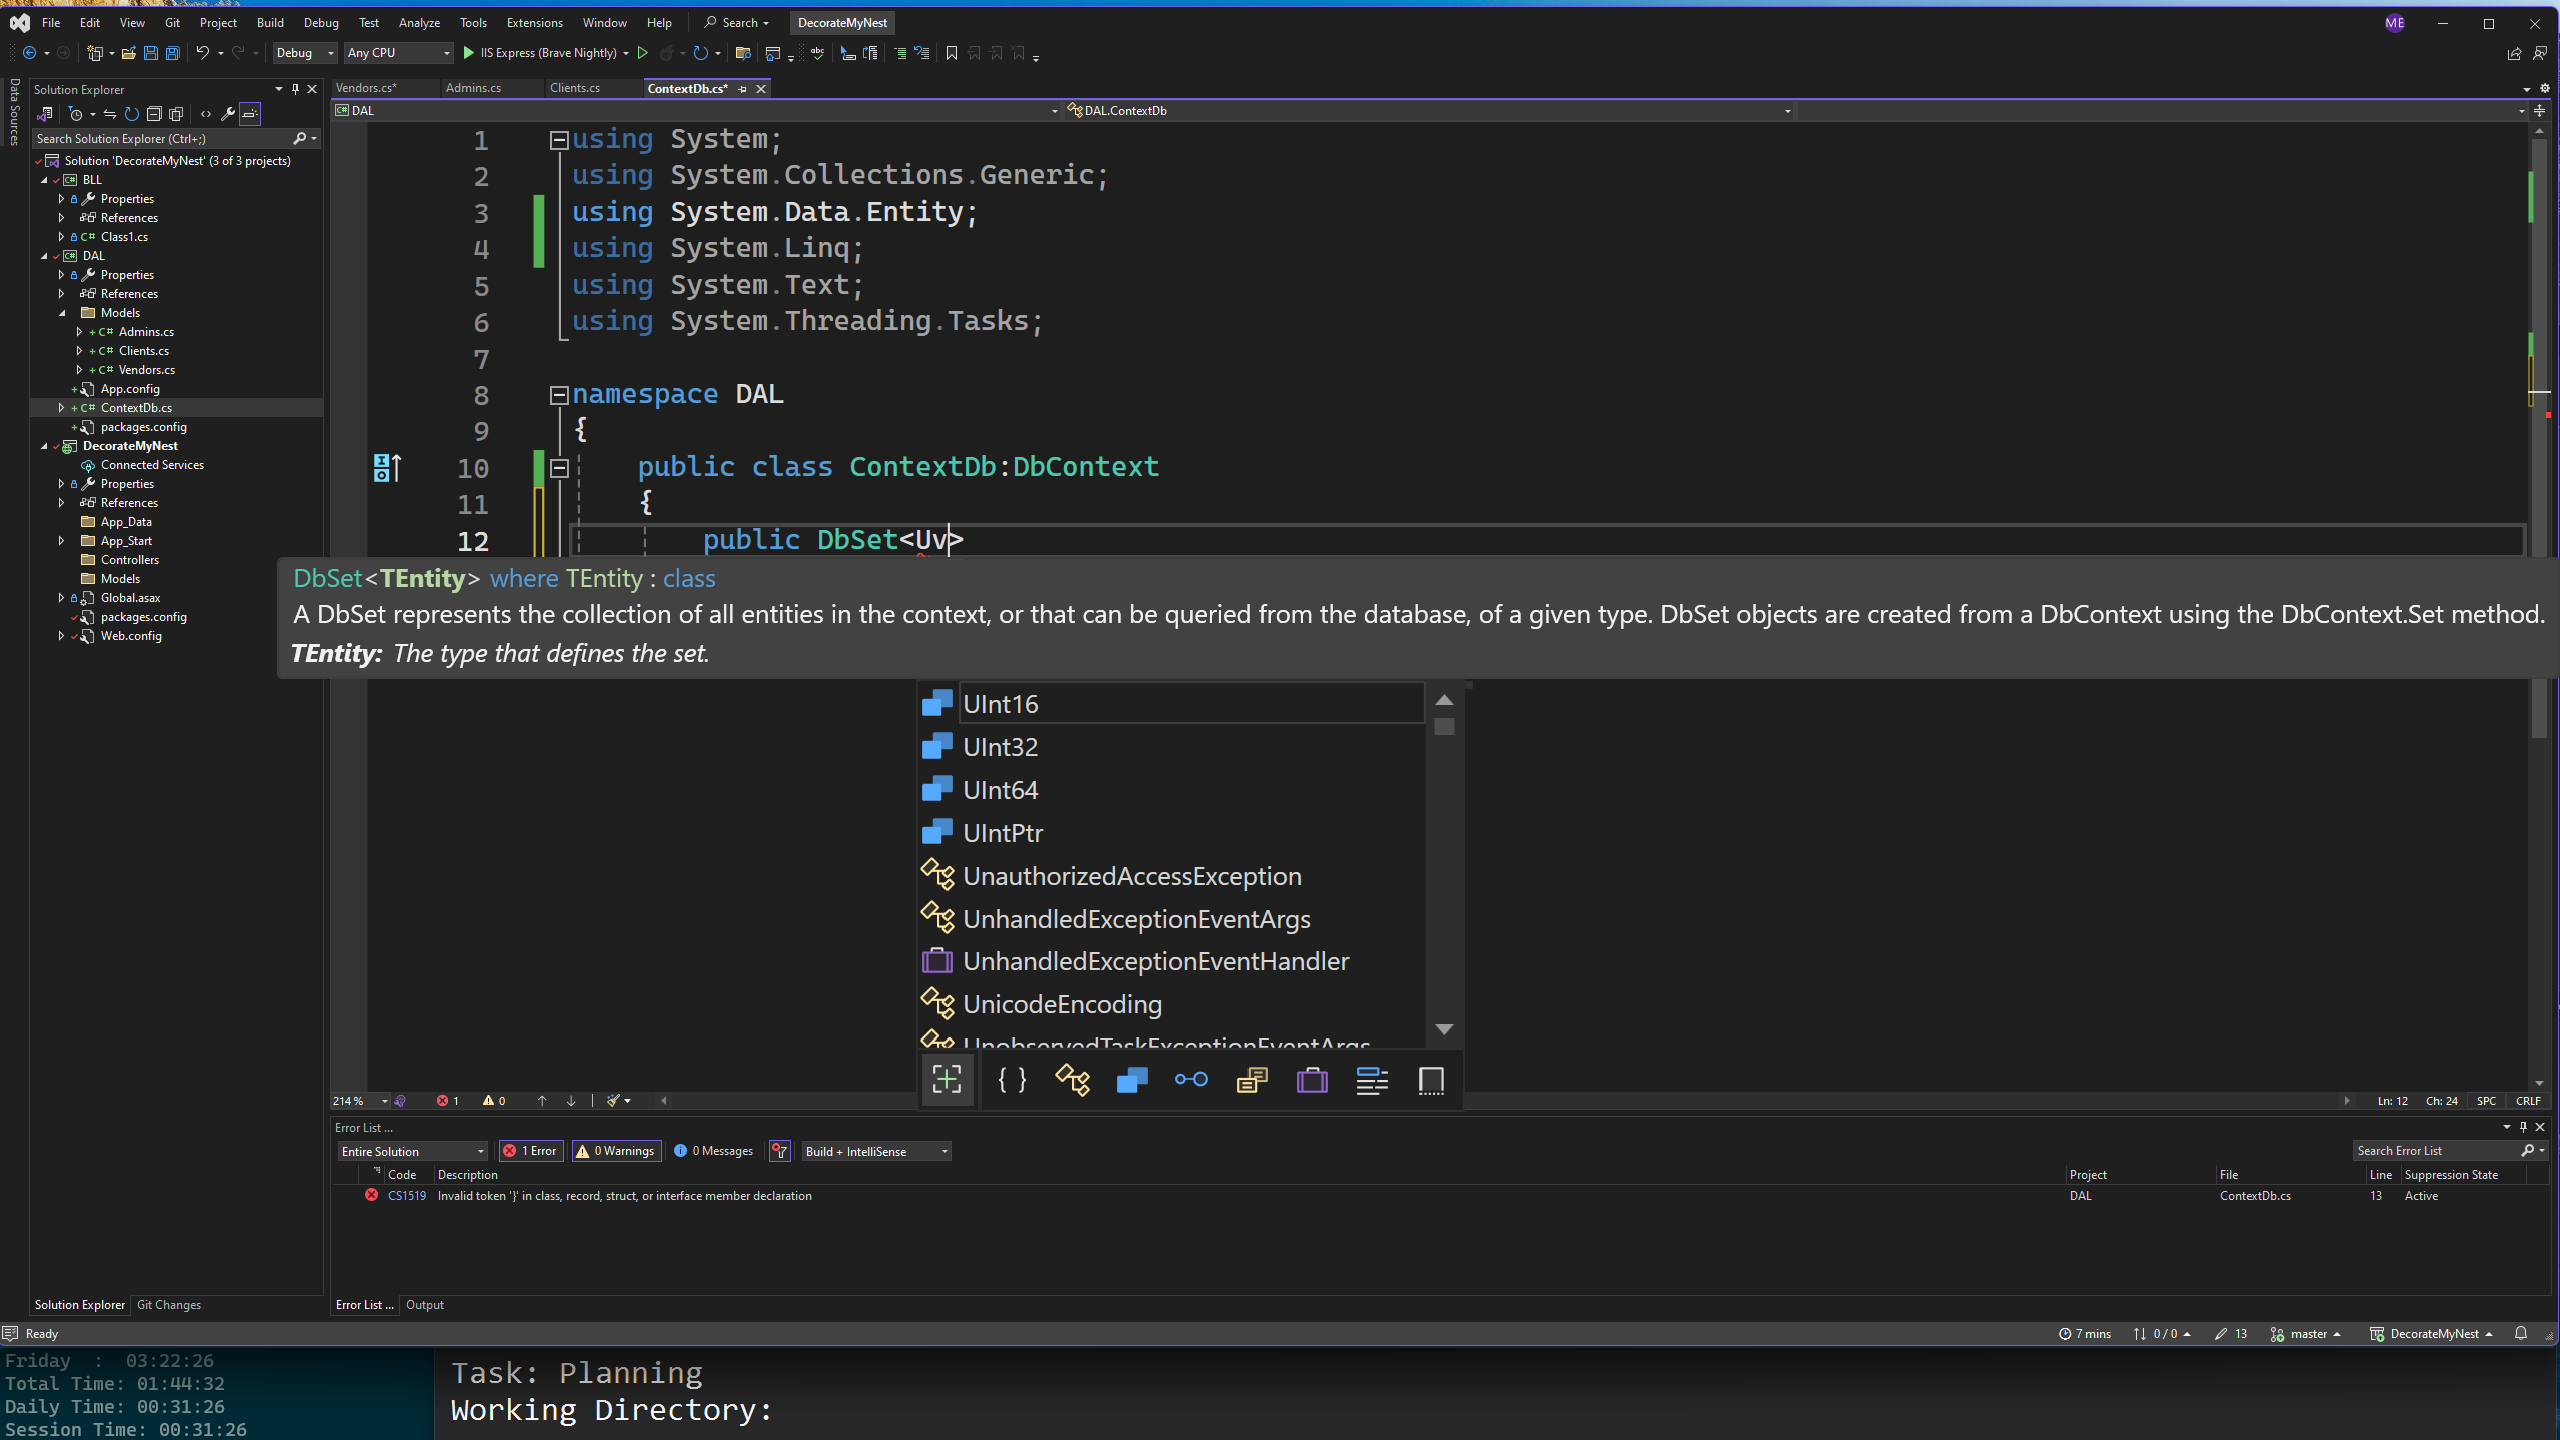 File Edit View Git Project Build Debug Test Analyze Tools Extensions Window Help Search DecorateMyNest ME
Debug Any CPU IIS Express (Brave Nightly)
Data Sources
Solution Explorer
Search Solution Explorer (Ctrl+;)
Solution 'DecorateMyNest' (3 of 3 projects)
BLL
Properties
References
C# Class1.cs
DAL
Properties
References
Models
C# Admins.cs
C# Clients.cs
C# Vendors.cs
App.config
C# ContextDb.cs
packages.config
DecorateMyNest
Connected Services
Properties
References
App_Data
App_Start
Controllers
Models
Global.asax
packages.config
Web.config
Solution Explorer Git Changes
Vendors.cs* Admins.cs Clients.cs ContextDb.cs*
DAL DAL.ContextDb
1 using System;
2 using System.Collections.Generic;
3 using System.Data.Entity;
4 using System.Linq;
5 using System.Text;
6 using System.Threading.Tasks;
7
8 namespace DAL
9 {
10 public class ContextDb:DbContext
11 {
12 public DbSet<Uv>
DbSet<TEntity> where TEntity : class
A DbSet represents the collection of all entities in the context, or that can be queried from the database, of a given type. DbSet objects are created from a DbContext using the DbContext.Set method.
TEntity: The type that defines the set.
UInt16
UInt32
UInt64
UIntPtr
UnauthorizedAccessException
UnhandledExceptionEventArgs
UnhandledExceptionEventHandler
UnicodeEncoding
UnobservedTaskExceptionEventArgs
214 % 1 0 Ln: 12 Ch: 24 SPC CRLF
Error List ...
Entire Solution 1 Error 0 Warnings 0 Messages Build + IntelliSense Search Error List
Code Description Project File Line Suppression State
CS1519 Invalid token '}' in class, record, struct, or interface member declaration DAL ContextDb.cs 13 Active
Error List ... Output
Ready 7 mins 0 / 0 13 master DecorateMyNest
Friday : 03:22:26
Total Time: 01:44:32
Daily Time: 00:31:26
Session Time: 00:31:26
Task: Planning
Working Directory: